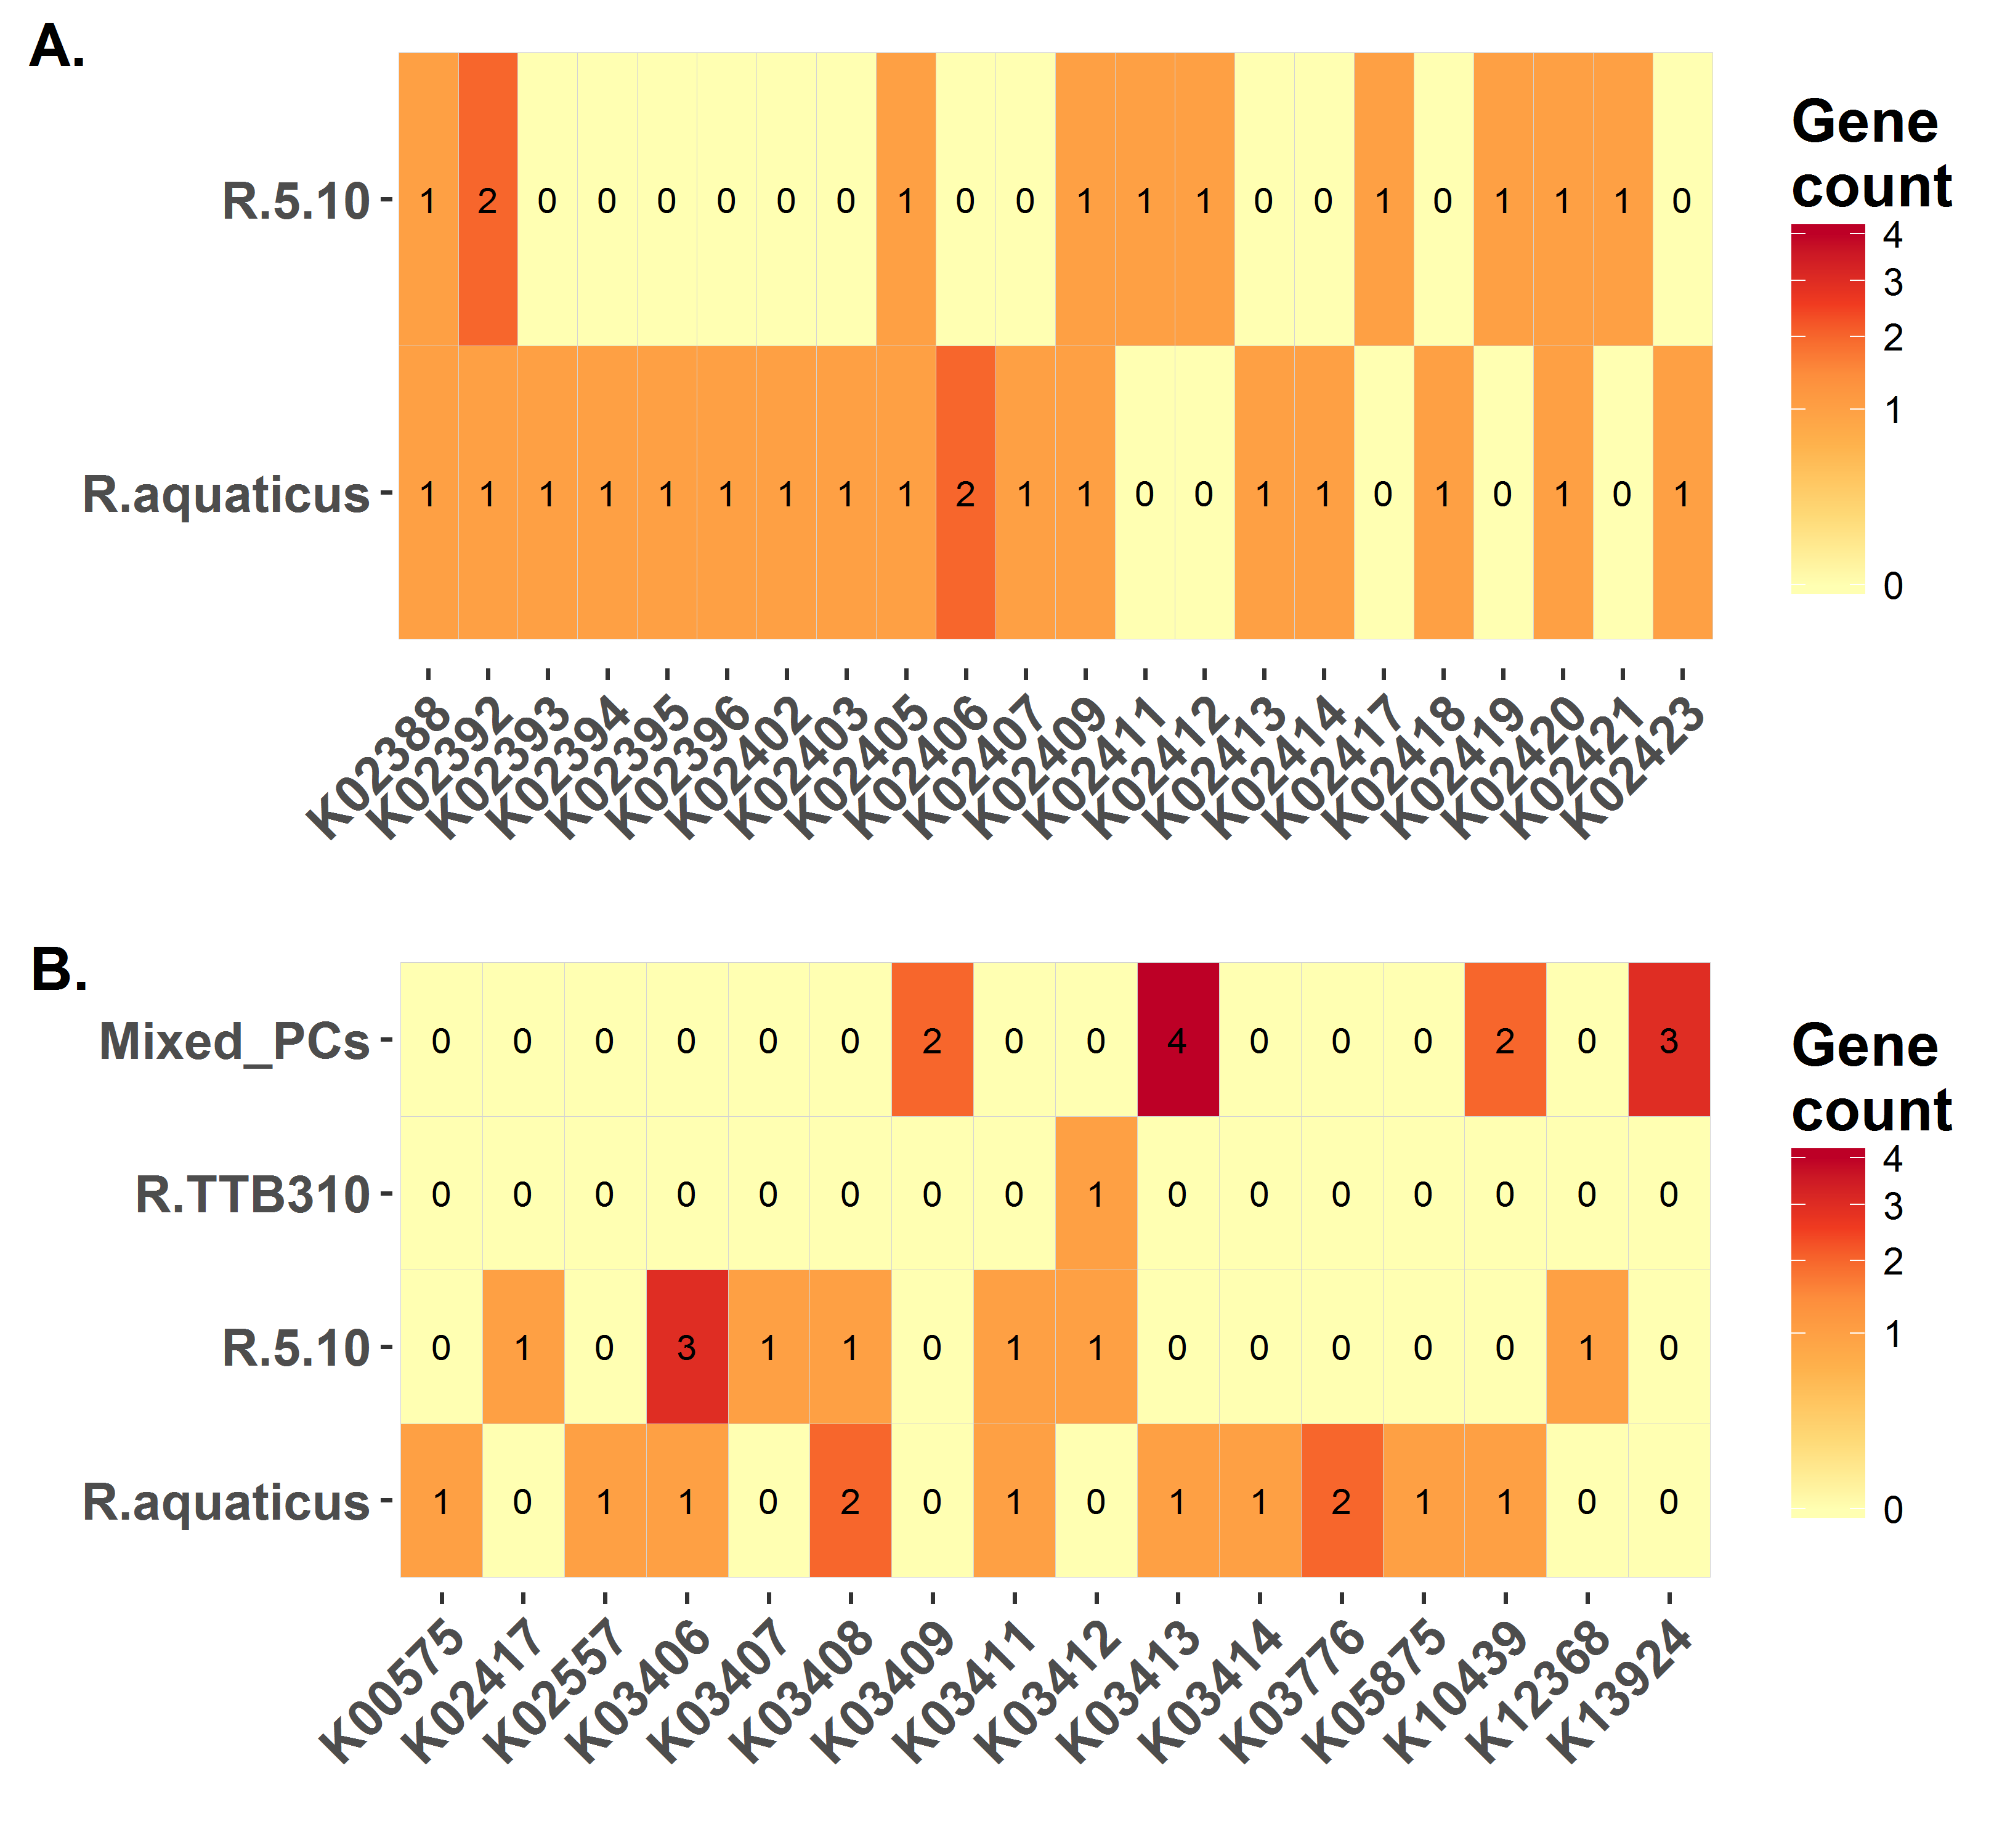 A.
R.5.10
1 2 0 0 0 0 0 0 1 0 0 1 1 1 0 0 1 0 1 1 1 0
R.aquaticus
1 1 1 1 1 1 1 1 1 2 1 1 0 0 1 1 0 1 0 1 0 1
K02388 K02392 K02393 K02394 K02395 K02396 K02402 K02403 K02405 K02406 K02407 K02409 K02411 K02412 K02413 K02414 K02417 K02418 K02419 K02420 K02421 K02423
Gene
count
4
3
2
1
0
B.
Mixed_PCs
0 0 0 0 0 0 2 0 0 4 0 0 0 2 0 3
R.TTB310
0 0 0 0 0 0 0 0 1 0 0 0 0 0 0 0
R.5.10
0 1 0 3 1 1 0 1 1 0 0 0 0 0 1 0
R.aquaticus
1 0 1 1 0 2 0 1 0 1 1 2 1 1 0 0
K00575 K02417 K02557 K03406 K03407 K03408 K03409 K03411 K03412 K03413 K03414 K03776 K05875 K10439 K12368 K13924
Gene
count
4
3
2
1
0